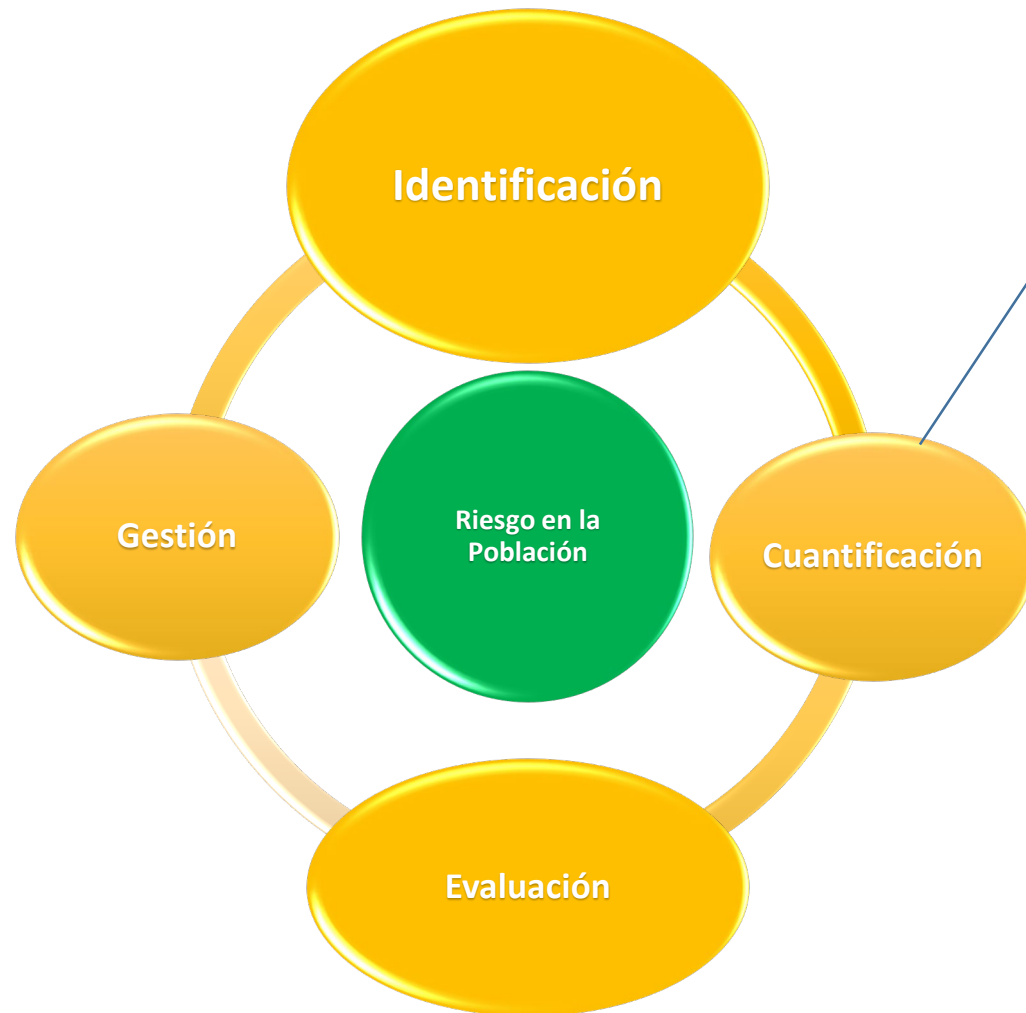 Identificación
Gestión
Riesgo en la
Población
Cuantificación
Evaluación